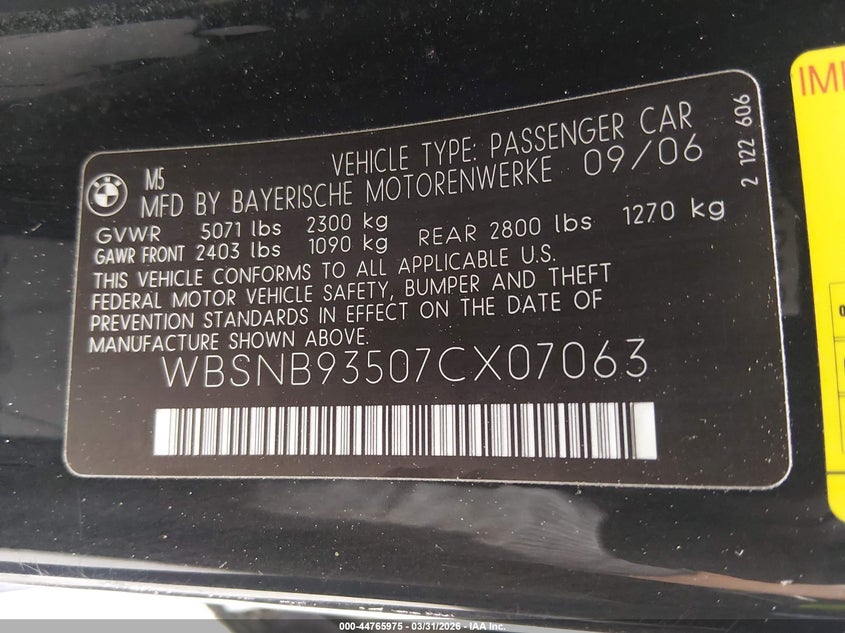 M5
VEHICLE TYPE: PASSENGER CAR
MFD BY BAYERISCHE MOTORENWERKE 09/06
GVWR 5071 lbs 2300 kg
GAWR FRONT 2403 lbs 1090 kg REAR 2800 lbs 1270 kg
THIS VEHICLE CONFORMS TO ALL APPLICABLE U.S.
FEDERAL MOTOR VEHICLE SAFETY, BUMPER AND THEFT
PREVENTION STANDARDS IN EFFECT ON THE DATE OF
MANUFACTURE SHOWN ABOVE.
WBSNB93507CX07063
2 122 606
BMW
000-44765975 - 03/31/2026 - IAA Inc.